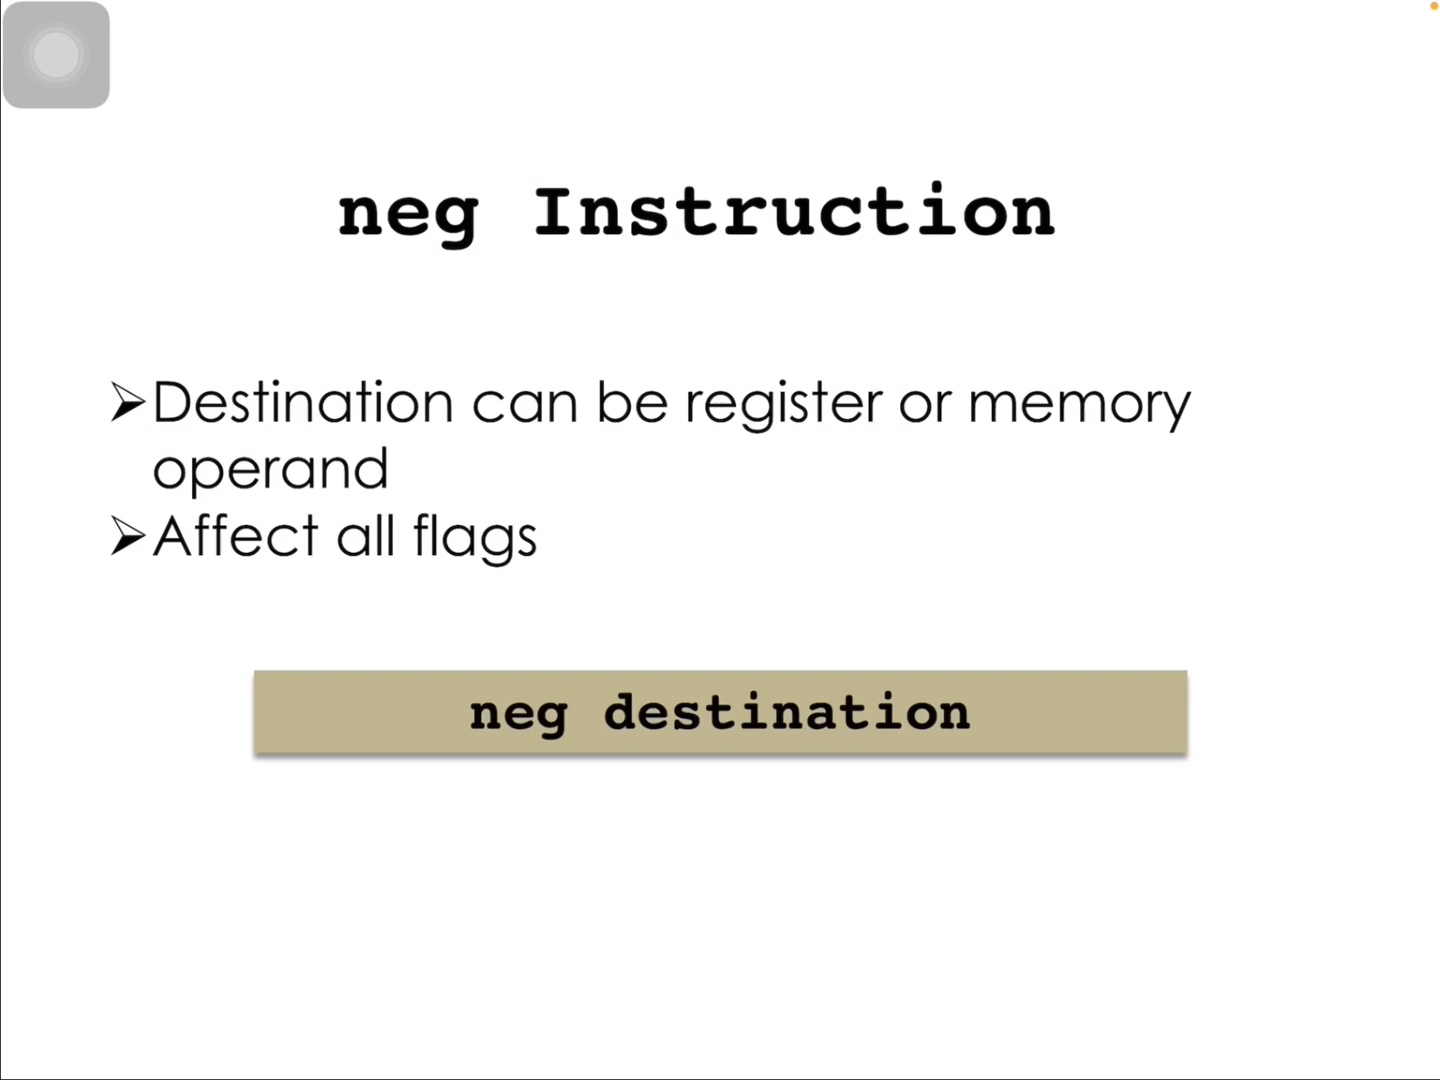 neg Instruction
➢Destination can be register or memory
operand
➢Affect all flags
neg destination